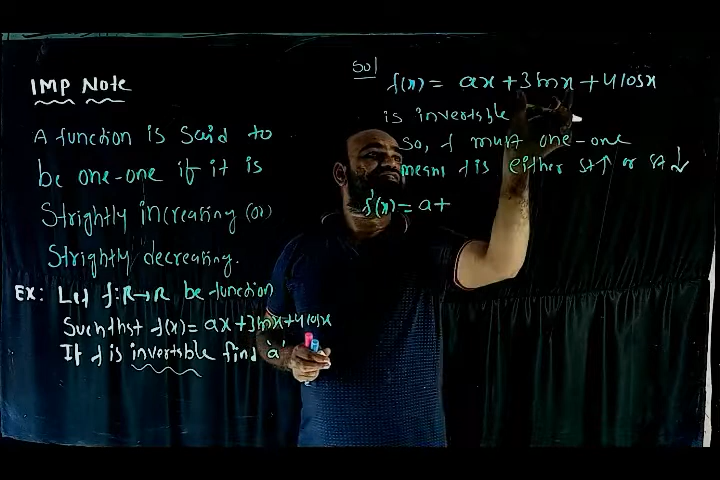 IMP Note
A function is said to
be one-one if it is
Strightly increasing (or)
Strightly decreasing.
Ex: Let f:R→R be function
Suchthst f(x)= ax+3sinx+4cosx
If f is invertable find 'a'
Sol
f(x)= ax+3sinx+4cosx
is invertable
So, f must one-one
means f is either st↑ or st↓
f'(x)= a+